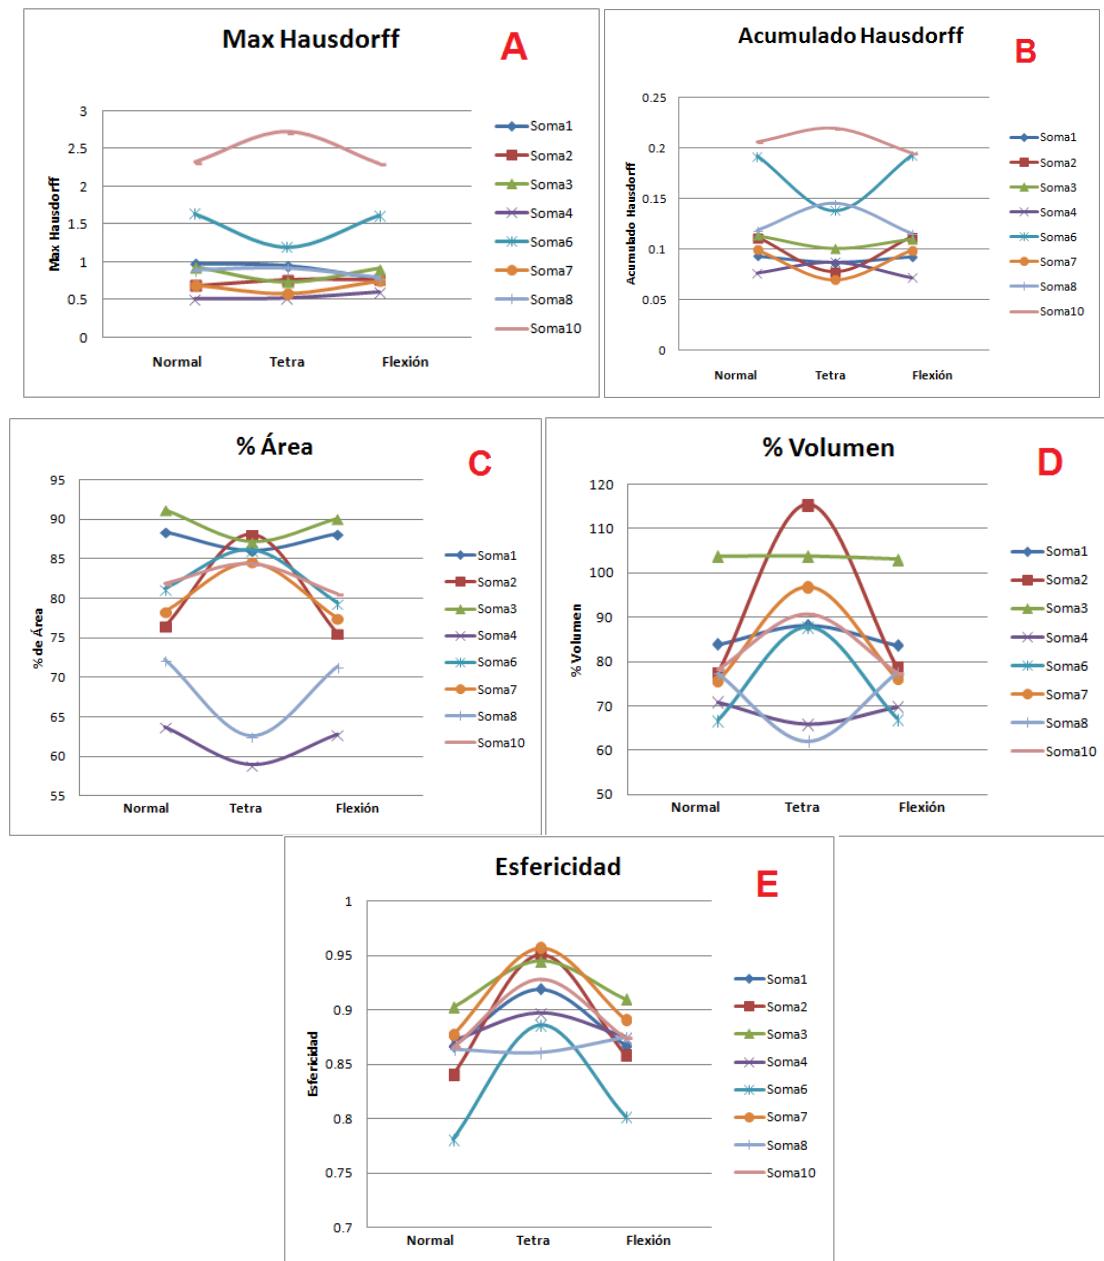 Max Hausdorff
A
Max Hausdorff
3
2.5
2
1.5
1
0.5
0
Normal Tetra Flexión
Soma1
Soma2
Soma3
Soma4
Soma6
Soma7
Soma8
Soma10
Acumulado Hausdorff
B
Acumulado Hausdorff
0.25
0.2
0.15
0.1
0.05
0
Normal Tetra Flexión
Soma1
Soma2
Soma3
Soma4
Soma6
Soma7
Soma8
Soma10
% Área
C
% de Área
95
90
85
80
75
70
65
60
55
Normal Tetra Flexión
Soma1
Soma2
Soma3
Soma4
Soma6
Soma7
Soma8
Soma10
% Volumen
D
% Volumen
120
110
100
90
80
70
60
50
Normal Tetra Flexión
Soma1
Soma2
Soma3
Soma4
Soma6
Soma7
Soma8
Soma10
Esfericidad
E
Esfericidad
1
0.95
0.9
0.85
0.8
0.75
0.7
Normal Tetra Flexión
Soma1
Soma2
Soma3
Soma4
Soma6
Soma7
Soma8
Soma10